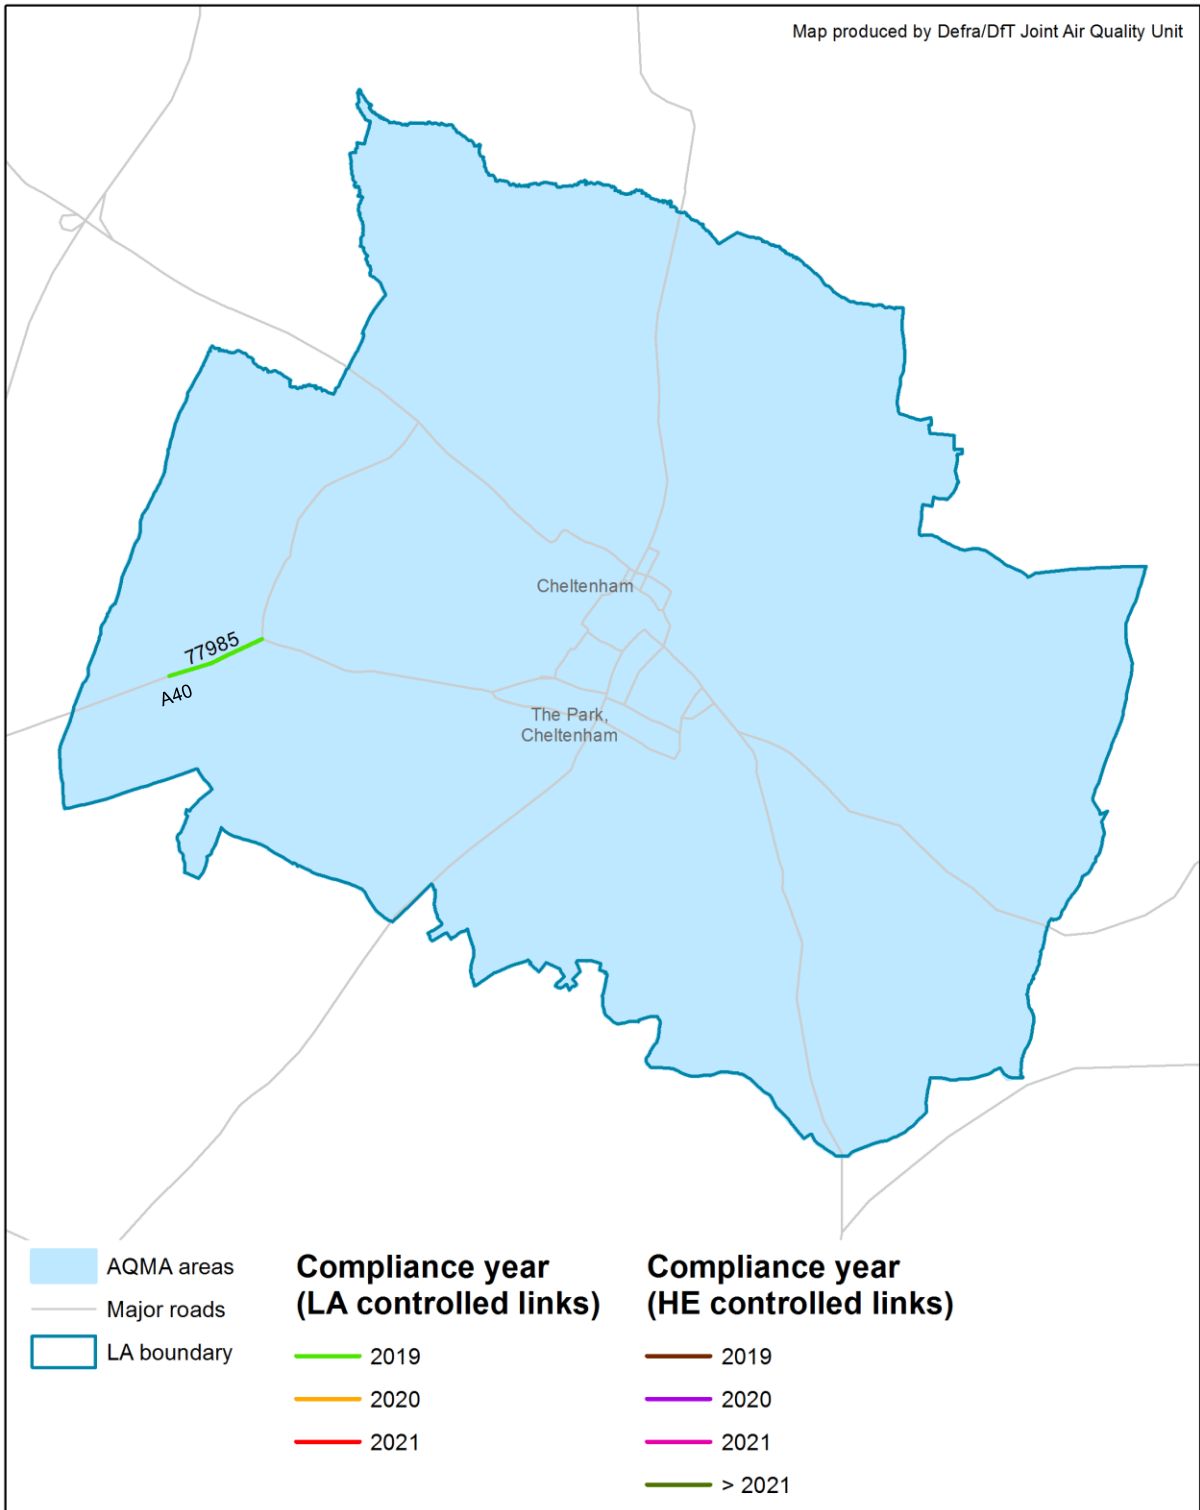 Map produced by Defra/DfT Joint Air Quality Unit
Cheltenham
77985
A40
The Park,
Cheltenham
AQMA areas
Major roads
LA boundary
Compliance year
(LA controlled links)
2019
2020
2021
Compliance year
(HE controlled links)
2019
2020
2021
> 2021